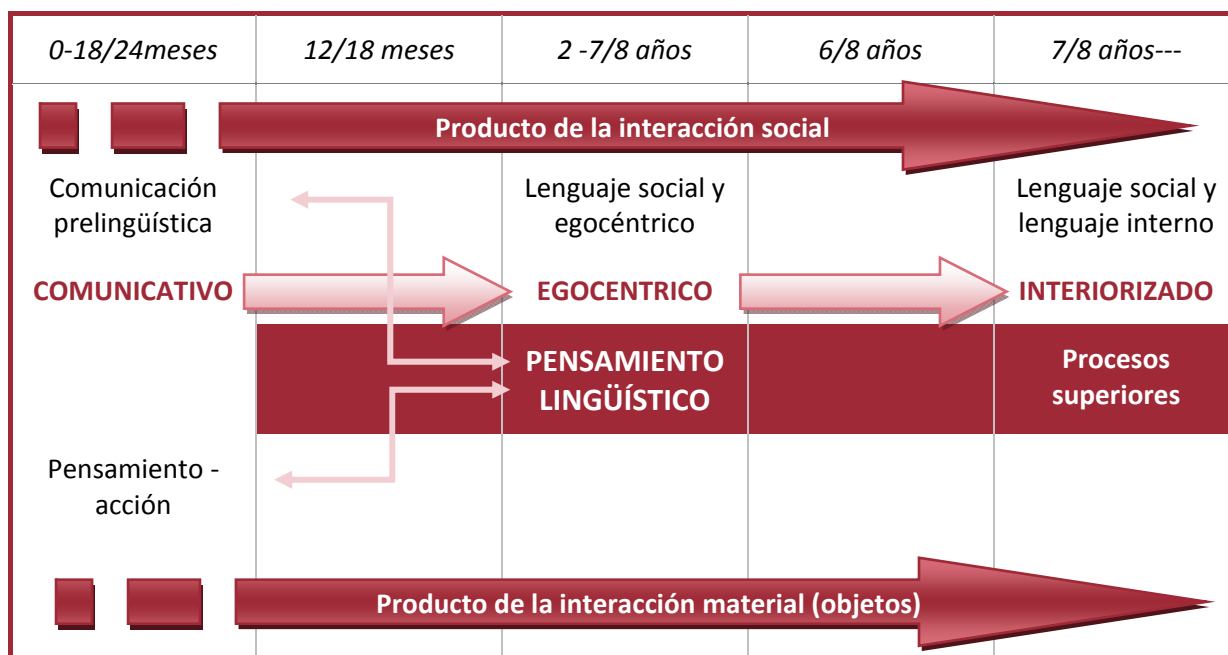 0-18/24meses
12/18 meses
2 -7/8 años
6/8 años
7/8 años---
Producto de la interacción social
Comunicación
prelingüística
Lenguaje social y
egocéntrico
Lenguaje social y
lenguaje interno
COMUNICATIVO
EGOCENTRICO
INTERIORIZADO
PENSAMIENTO
LINGÜÍSTICO
Procesos
superiores
Pensamiento -
acción
Producto de la interacción material (objetos)